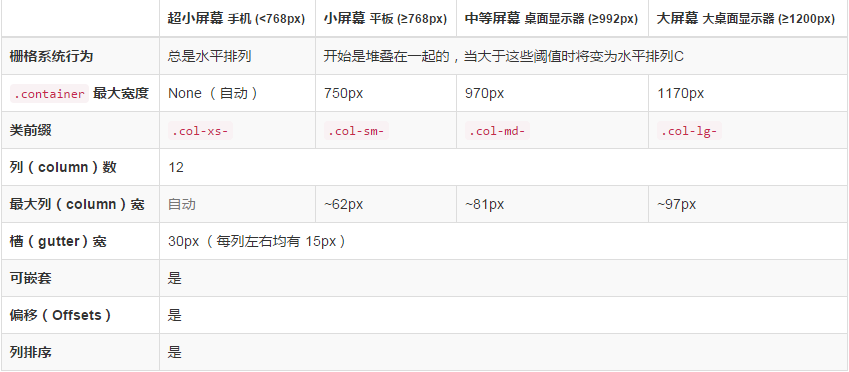 超小屏幕 手机 (<768px) 小屏幕 平板 (≥768px) 中等屏幕 桌面显示器 (≥992px) 大屏幕 大桌面显示器 (≥1200px)
栅格系统行为 总是水平排列 开始是堆叠在一起的，当大于这些阈值时将变为水平排列C
.container 最大宽度 None （自动） 750px 970px 1170px
类前缀 .col-xs- .col-sm- .col-md- .col-lg-
列（column）数 12
最大列（column）宽 自动 ~62px ~81px ~97px
槽（gutter）宽 30px （每列左右均有 15px）
可嵌套 是
偏移（Offsets） 是
列排序 是